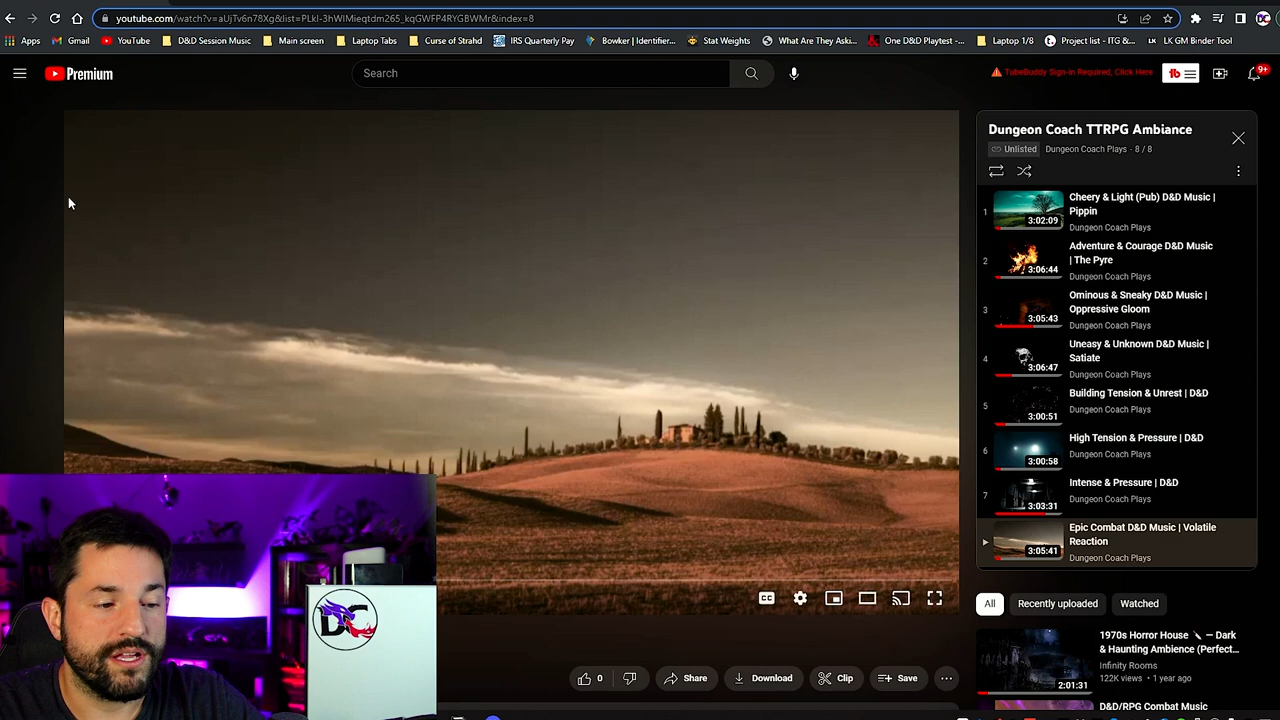 youtube.com/watch?v=aUjTv6n78Xg&list=PLkl-3hWlMieqtdm265_kqGWFP4RYGBWMr&index=8
Apps
Gmail
YouTube
D&D Session Music
Main screen
Laptop Tabs
Curse of Strahd
IRS Quarterly Pay
Bowker | Identifier...
Stat Weights
What Are They Aski...
One D&D Playtest -...
Laptop 1/8
Project list - ITG &...
LK GM Binder Tool
Premium
Search
TubeBuddy Sign-in Required, Click Here
tb
9+
Dungeon Coach TTRPG Ambiance
Unlisted
Dungeon Coach Plays - 8 / 8
1
3:02:09
Cheery & Light (Pub) D&D Music |
Pippin
Dungeon Coach Plays
2
3:06:44
Adventure & Courage D&D Music
| The Pyre
Dungeon Coach Plays
3
3:05:43
Ominous & Sneaky D&D Music |
Oppressive Gloom
Dungeon Coach Plays
4
3:06:47
Uneasy & Unknown D&D Music |
Satiate
Dungeon Coach Plays
5
3:00:51
Building Tension & Unrest | D&D
Dungeon Coach Plays
6
3:00:58
High Tension & Pressure | D&D
Dungeon Coach Plays
7
3:03:31
Intense & Pressure | D&D
Dungeon Coach Plays
3:05:41
Epic Combat D&D Music | Volatile
Reaction
Dungeon Coach Plays
CC
DC
0
Share
Download
Clip
Save
All
Recently uploaded
Watched
2:01:31
1970s Horror House 🔪 — Dark
& Haunting Ambience (Perfect...
Infinity Rooms
122K views • 1 year ago
D&D/RPG Combat Music